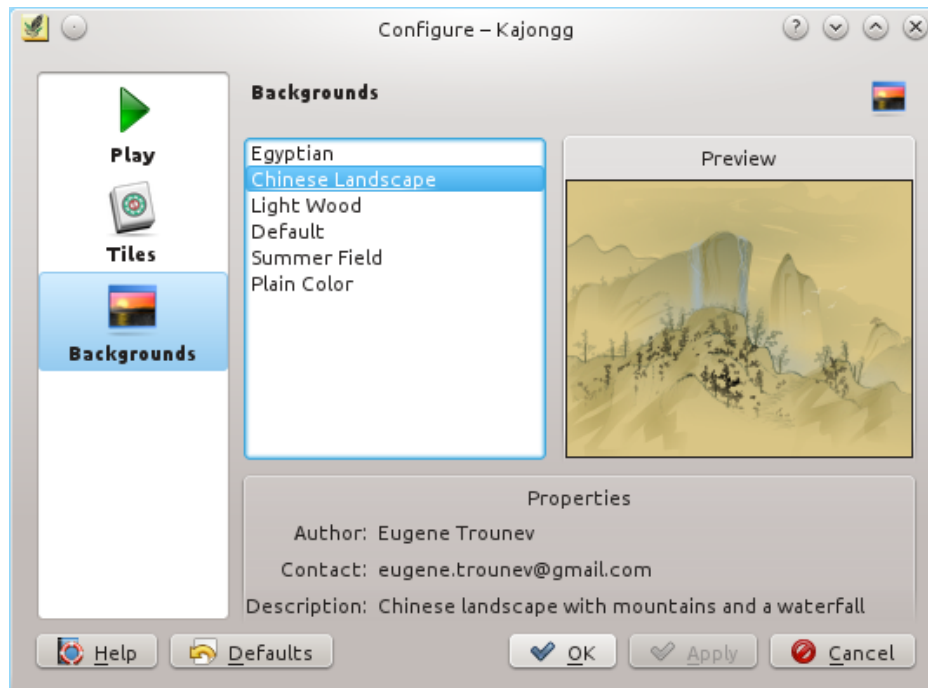 Configure – Kajongg
Play
Tiles
Backgrounds
Backgrounds
Egyptian
Chinese Landscape
Light Wood
Default
Summer Field
Plain Color
Preview
Properties
Author: Eugene Trounev
Contact: eugene.trounev@gmail.com
Description: Chinese landscape with mountains and a waterfall
Help Defaults OK Apply Cancel